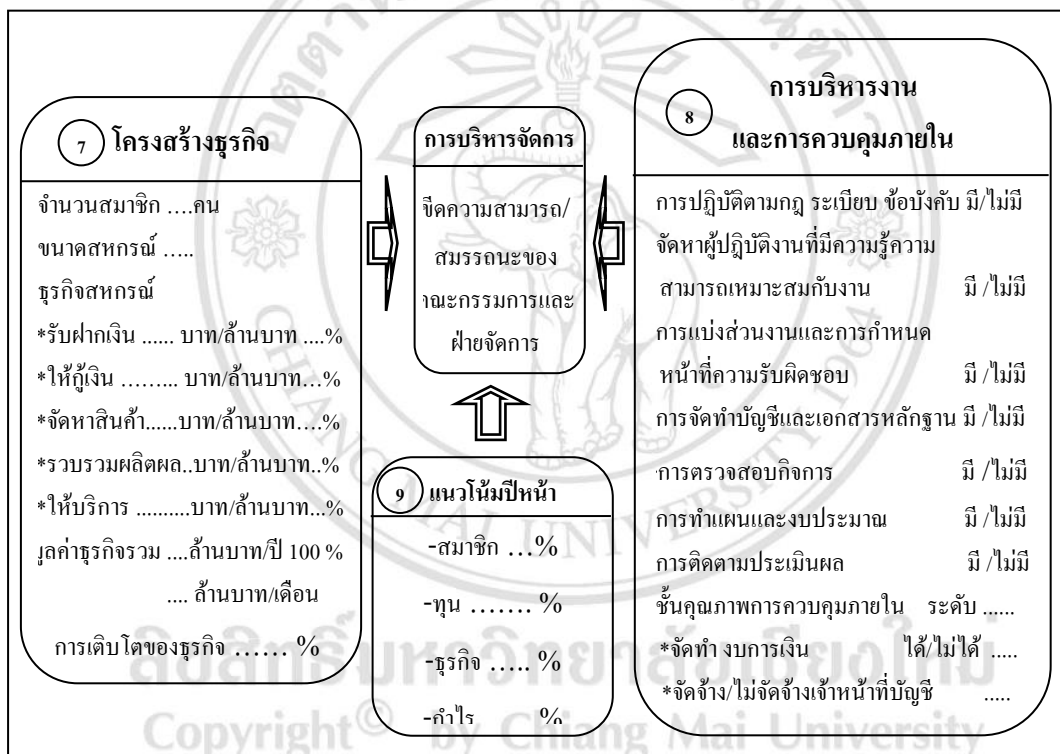 7 โครงสร้างธุรกิจ
จำนวนสมาชิก ....คน
ขนาดสหกรณ์ .....
ธุรกิจสหกรณ์
*รับฝากเงิน ...... บาท/ล้านบาท ....%
*ให้กู้เงิน ……... บาท/ล้านบาท…%
*จัดหาสินค้า......บาท/ล้านบาท….%
*รวบรวมผลิตผล..บาท/ล้านบาท..%
*ให้บริการ ..........บาท/ล้านบาท...%
มูลค่าธุรกิจรวม ....ล้านบาท/ปี 100 %
.... ล้านบาท/เดือน
การเติบโตของธุรกิจ …… %
การบริหารจัดการ
ขีดความสามารถ/
สมรรถนะของ
คณะกรรมการและ
ฝ่ายจัดการ
9 แนวโน้มปีหน้า
-สมาชิก …%
-ทุน ……. %
-ธุรกิจ ….. %
-กำไร %
8 การบริหารงาน
และการควบคุมภายใน
การปฏิบัติตามกฎ ระเบียบ ข้อบังคับ มี/ไม่มี
จัดหาผู้ปฏิบัติงานที่มีความรู้ความ
สามารถเหมาะสมกับงาน มี /ไม่มี
การแบ่งส่วนงานและการกำหนด
หน้าที่ความรับผิดชอบ มี /ไม่มี
การจัดทำบัญชีและเอกสารหลักฐาน มี /ไม่มี
การตรวจสอบกิจการ มี /ไม่มี
การทำแผนและงบประมาณ มี /ไม่มี
การติดตามประเมินผล มี /ไม่มี
ชั้นคุณภาพการควบคุมภายใน ระดับ ......
*จัดทำ งบการเงิน ได้/ไม่ได้ .....
*จัดจ้าง/ไม่จัดจ้างเจ้าหน้าที่บัญชี .....
CHIANG MAI UNIVERSITY 1964
ลิขสิทธิ์มหาวิทยาลัยเชียงใหม่
Copyright© by Chiang Mai University